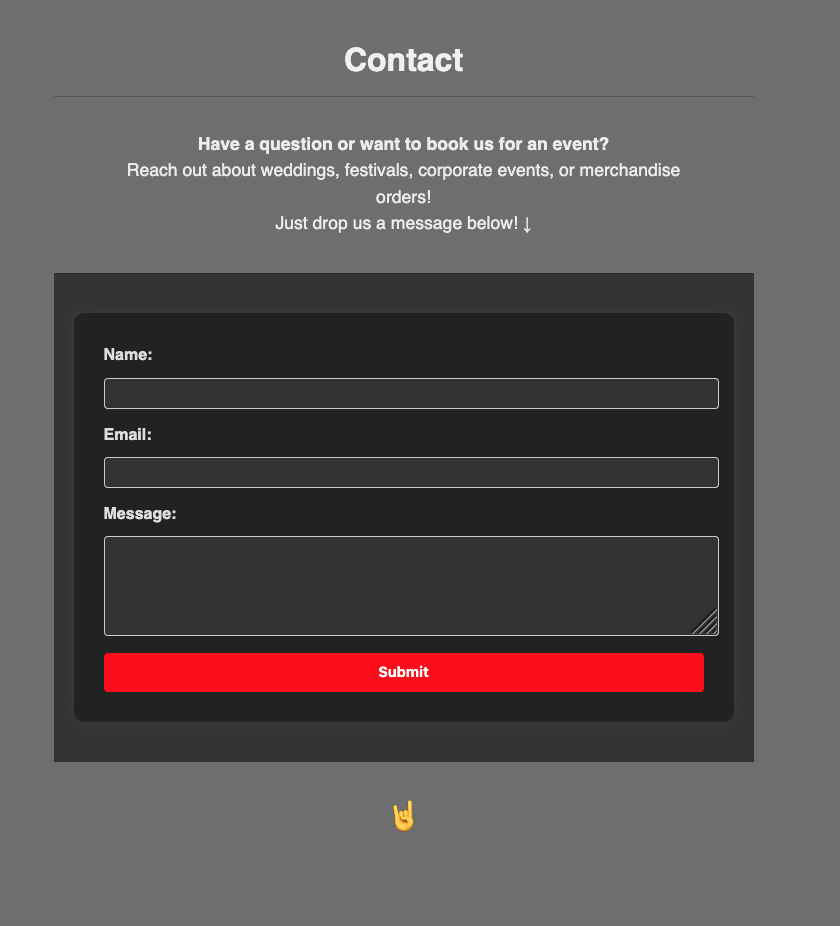 Contact
Have a question or want to book us for an event?
Reach out about weddings, festivals, corporate events, or merchandise
orders!
Just drop us a message below! ↓
Name:
Email:
Message:
Submit
🤘